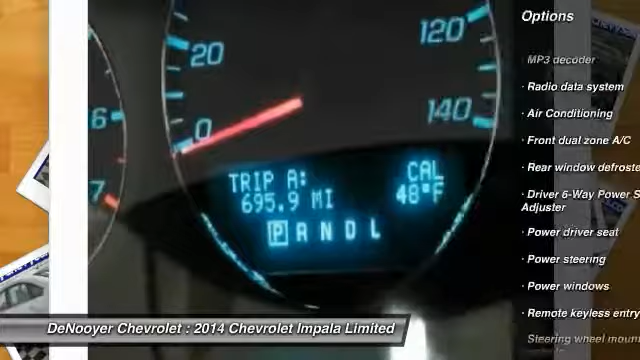 Options
MP3 decoder
Radio data system
Air Conditioning
Front dual zone A/C
Rear window defroste
Driver 6-Way Power S
Adjuster
Power driver seat
Power steering
Power windows
Remote keyless entry
Steering wheel moun
20
0
120
140
6
7
TRIP A:
695.9 MI
CAL
48°F
P R N D L
DeNooyer Chevrolet : 2014 Chevrolet Impala Limited